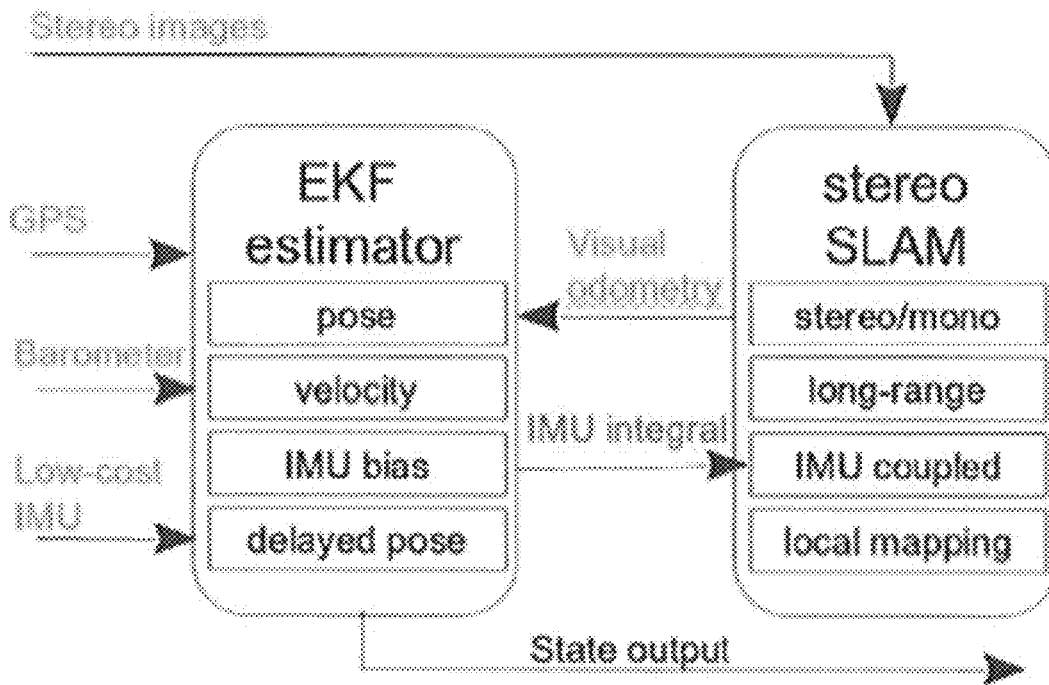 Stereo images
EKF
estimator
pose
velocity
IMU bias
delayed pose
GPS
Barometer
Low-cost
IMU
Visual
odometry
IMU integral
stereo
SLAM
stereo/mono
long-range
IMU coupled
local mapping
State output